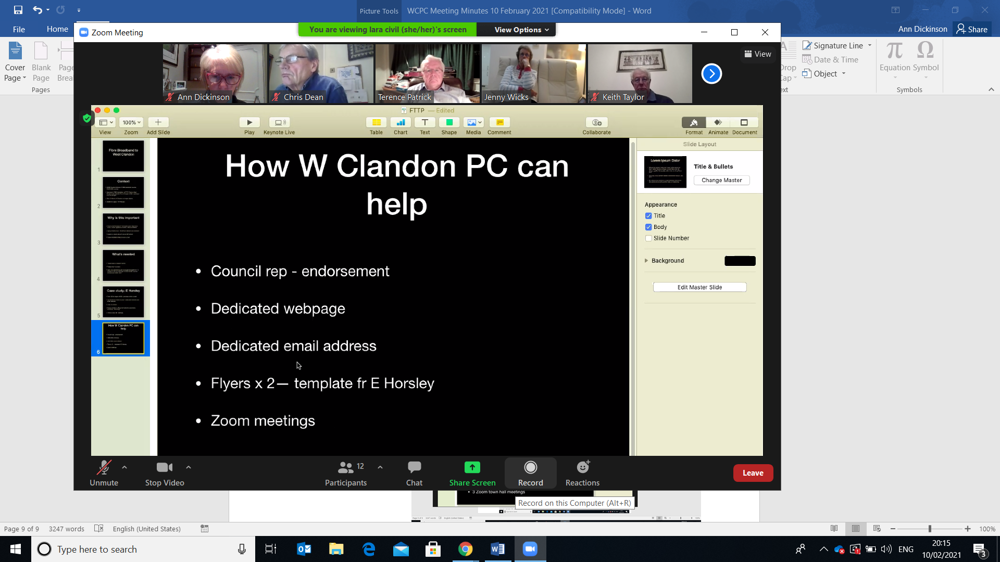 Picture Tools
WCPC Meeting Minutes 10 February 2021 [Compatibility Mode] - Word
File
Home
Ann Dickinson
Share
Zoom Meeting
You are viewing lara civil (she/her)'s screen
View Options
Cover
Page
Blank
Page
Page
Brea
Pages
Signature Line
Date & Time
Object
Drop
Cap
ext
Equation
Symbol
Symbols
View
Ann Dickinson
Chris Dean
Terence Patrick
Jenny Wicks
Keith Taylor
FTTP — Edited
100%
View
Zoom
Add Slide
Play
Keynote Live
Table
Chart
Text
Shape
Media
Comment
Collaborate
Format
Animate
Document
1
Fibre Broadband to
West Clandon
2
Context
3
Why is this important
4
What's needed
5
Case study: E Horsley
6
How W Clandon PC can
help
How W Clandon PC can
help
• Council rep - endorsement
• Dedicated webpage
• Dedicated email address
• Flyers x 2— template fr E Horsley
• Zoom meetings
Slide Layout
Lorem Ipsum Dolor
Title & Bullets
Change Master
Appearance
Title
Body
Slide Number
Background
Edit Master Slide
Unmute
Stop Video
12
Participants
Chat
Share Screen
Record
Reactions
Leave
• 3 Zoom town hall meetings
Record on this Computer (Alt+R)
Page 9 of 9
3247 words
English (United States)
100%
Type here to search
ENG
20:15
10/02/2021
3